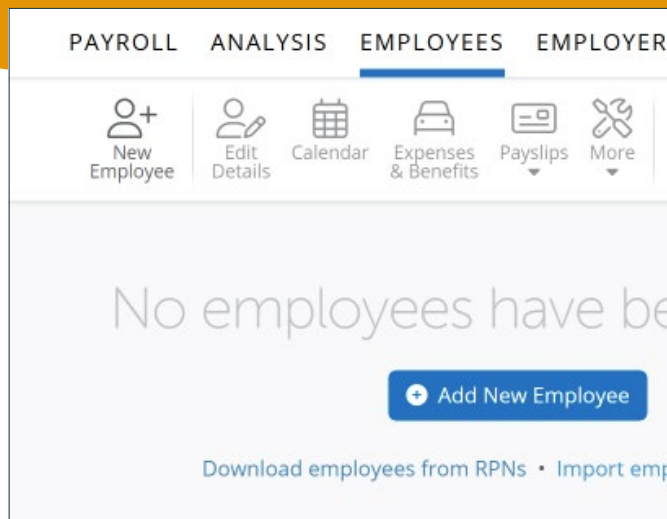 PAYROLL ANALYSIS EMPLOYEES EMPLOYER
New Employee
Edit Details
Calendar
Expenses & Benefits
Payslips
More
No employees have be
Add New Employee
Download employees from RPNs • Import emp